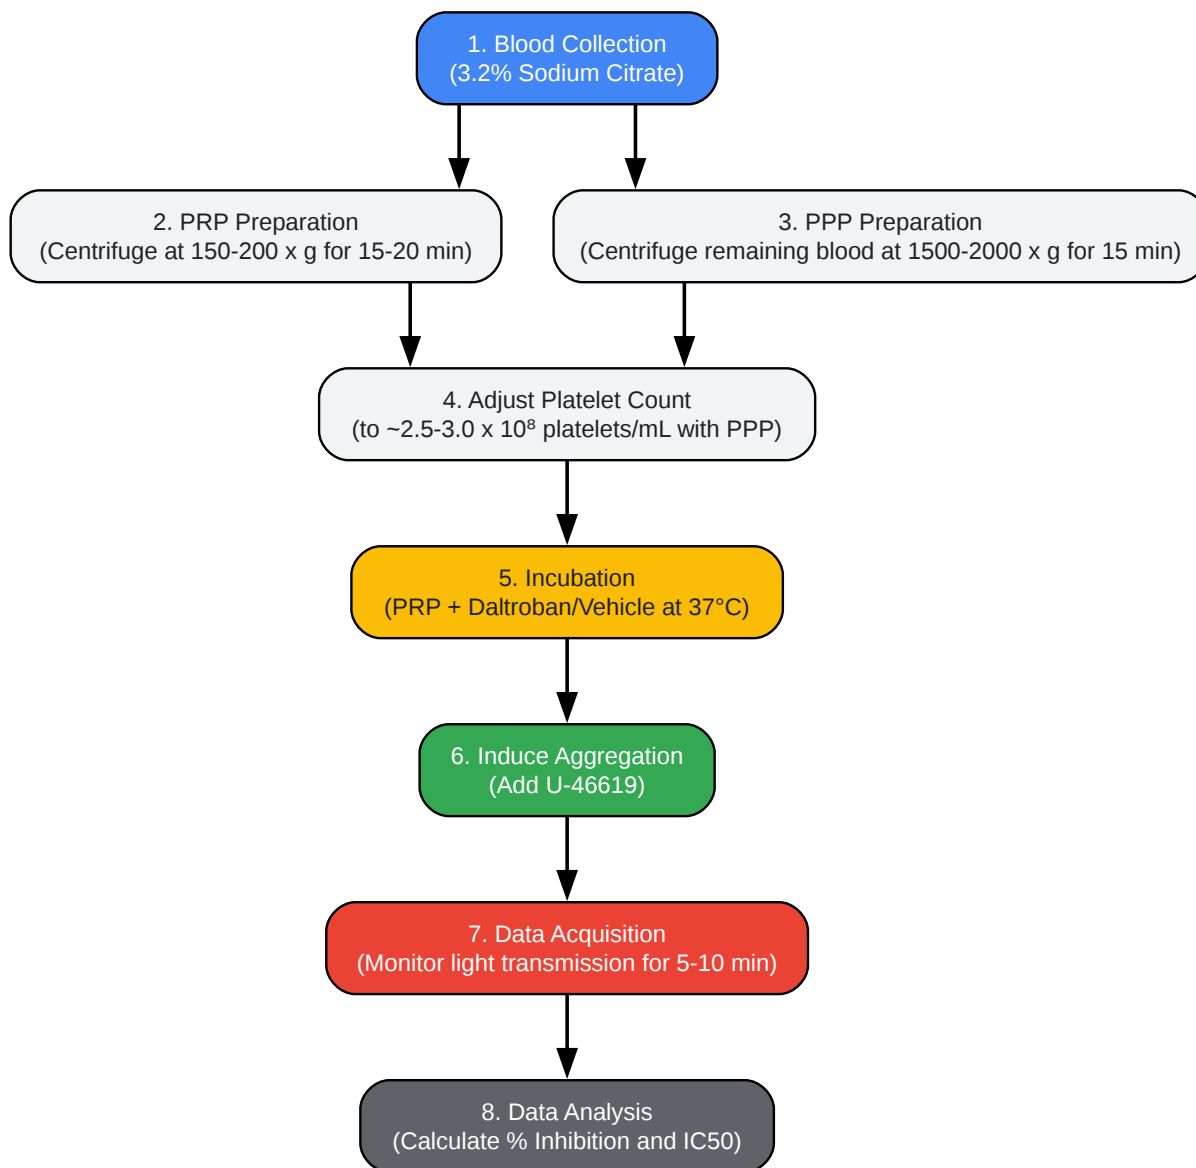 1. Blood Collection
(3.2% Sodium Citrate)
2. PRP Preparation
(Centrifuge at 150-200 x g for 15-20 min)
3. PPP Preparation
(Centrifuge remaining blood at 1500-2000 x g for 15 min)
4. Adjust Platelet Count
(to ~2.5-3.0 x 10⁸ platelets/mL with PPP)
5. Incubation
(PRP + Daltroban/Vehicle at 37°C)
6. Induce Aggregation
(Add U-46619)
7. Data Acquisition
(Monitor light transmission for 5-10 min)
8. Data Analysis
(Calculate % Inhibition and IC50)